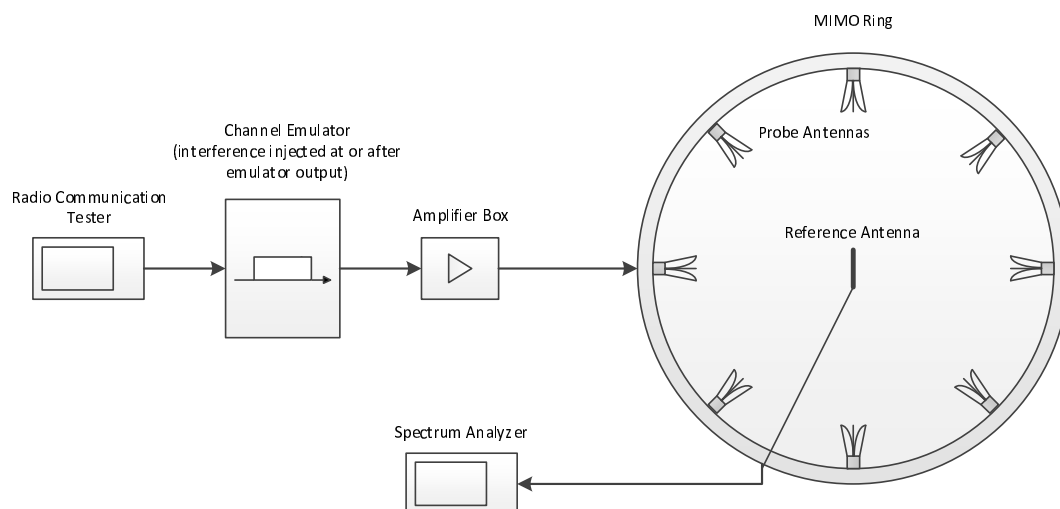 MIMO Ring
Channel Emulator
(interference injected at or after
emulator output)
Probe Antennas
Radio Communication
Tester
Amplifier Box
Reference Antenna
Spectrum Analyzer